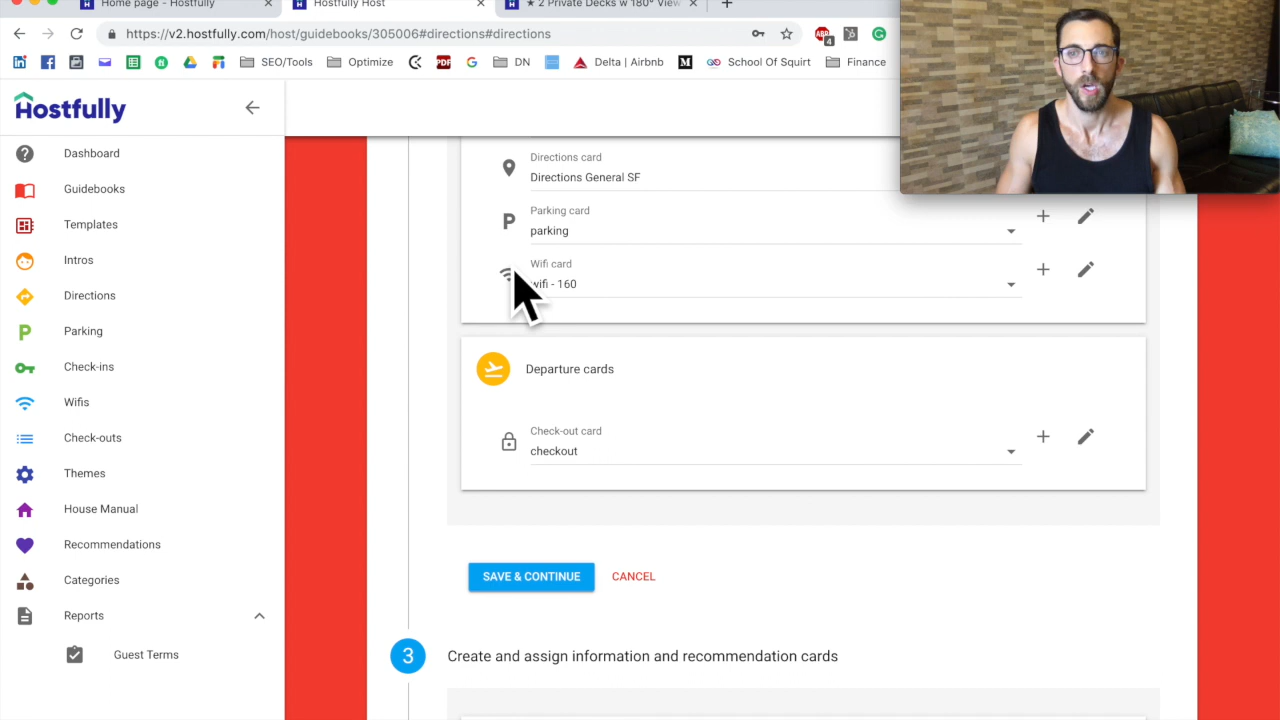 Home page - Hostfully
Hostfully Host
★ 2 Private Decks w 180° View
https://v2.hostfully.com/host/guidebooks/305006#directions#directions
ABP
4
SEO/Tools
Optimize
PDF
DN
Delta | Airbnb
School Of Squirt
Finance
Hostfully
Dashboard
Guidebooks
Templates
Intros
Directions
Parking
Check-ins
Wifis
Check-outs
Themes
House Manual
Recommendations
Categories
Reports
Guest Terms
Directions card
Directions General SF
Parking card
parking
Wifi card
wifi - 160
Departure cards
Check-out card
checkout
SAVE & CONTINUE
CANCEL
3
Create and assign information and recommendation cards